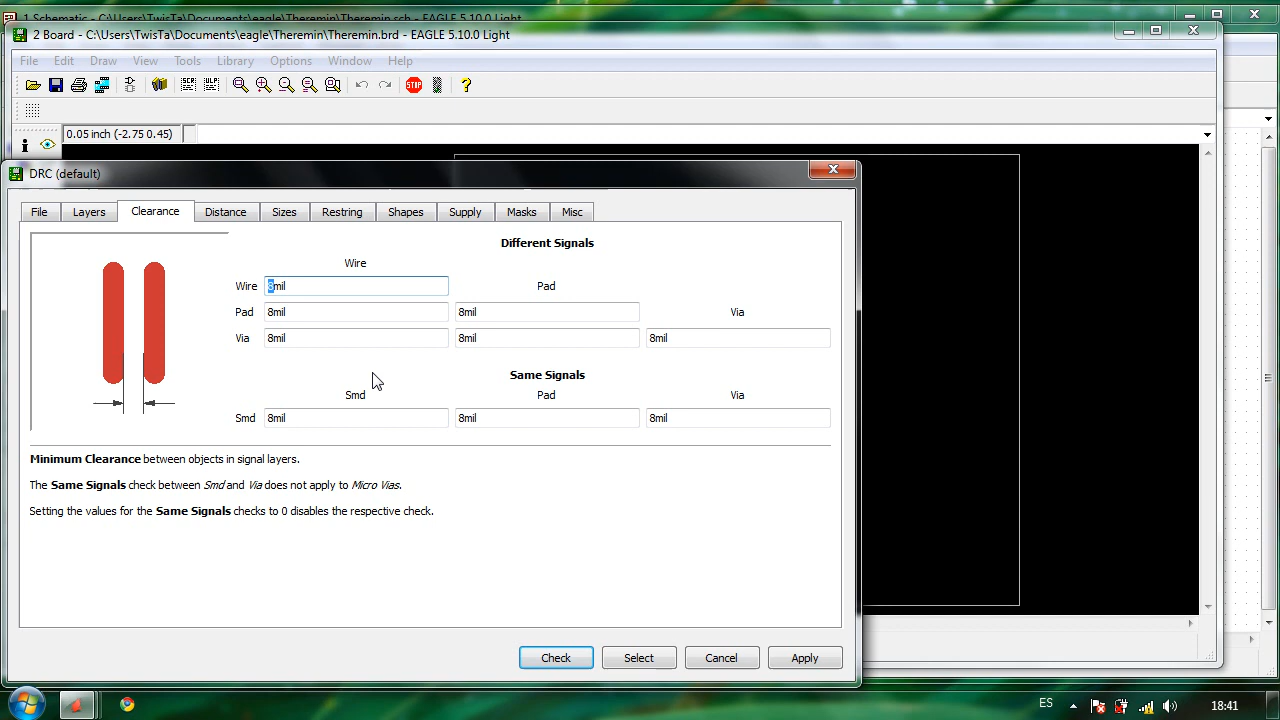 1 Schematic - C:\Users\TwisTa\Documents\eagle\Theremin\Theremin.sch - EAGLE 5.10.0 Light
2 Board - C:\Users\TwisTa\Documents\eagle\Theremin\Theremin.brd - EAGLE 5.10.0 Light
File Edit Draw View Tools Library Options Window Help
SCR ULP STOP ?
0.05 inch (-2.75 0.45)
DRC (default)
File Layers Clearance Distance Sizes Restring Shapes Supply Masks Misc
Different Signals
Wire
Wire 8mil Pad
Pad 8mil 8mil Via
Via 8mil 8mil 8mil
Same Signals
Smd Pad Via
Smd 8mil 8mil 8mil
Minimum Clearance between objects in signal layers.
The Same Signals check between Smd and Via does not apply to Micro Vias.
Setting the values for the Same Signals checks to 0 disables the respective check.
Check Select Cancel Apply
ES 18:41